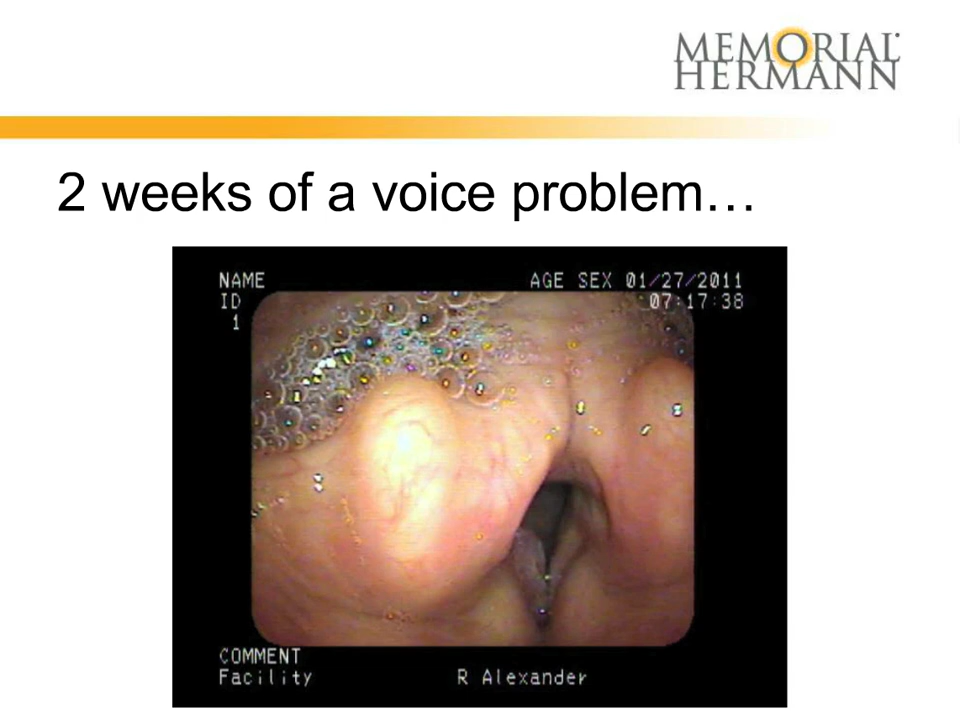 MEMORIAL
HERMANN
2 weeks of a voice problem…
NAME AGE SEX 01/27/2011
ID 07:17:38
1
COMMENT
Facility R Alexander